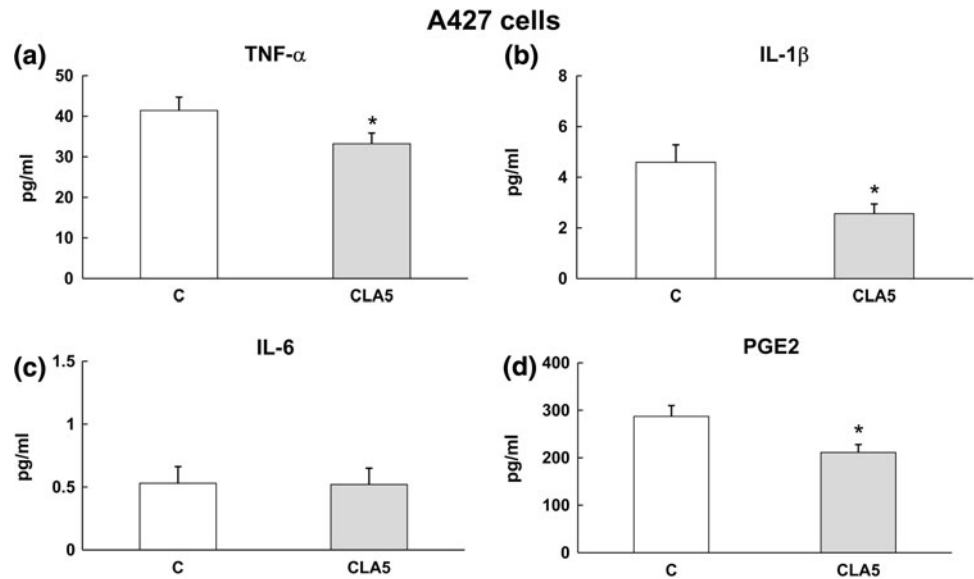 A427 cells
(a)
TNF-α
50
40
30
20
10
0
pg/ml
*
C
CLA5
(b)
IL-1β
8
6
4
2
0
pg/ml
*
C
CLA5
(c)
IL-6
1.5
1
0.5
0
pg/ml
C
CLA5
(d)
PGE2
400
300
200
100
0
pg/ml
*
C
CLA5